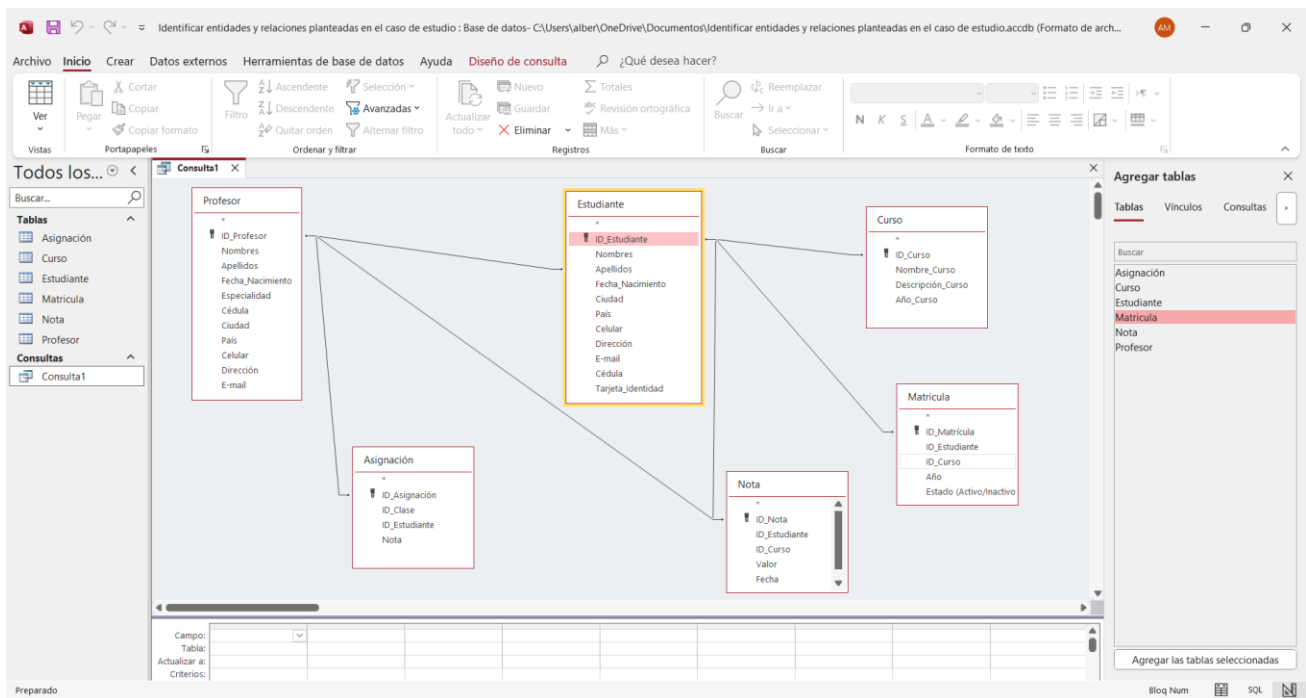 Identificar entidades y relaciones planteadas en el caso de estudio : Base de datos- C:\Users\alber\OneDrive\Documentos\Identificar entidades y relaciones planteadas en el caso de estudio.accdb (Formato de arch...
AM
Archivo Inicio Crear Datos externos Herramientas de base de datos Ayuda Diseño de consulta ¿Qué desea hacer?
Ver
Pegar
Cortar
Copiar
Copiar formato
Filtro
Ascendente
Descendente
Quitar orden
Selección
Avanzadas
Alternar filtro
Actualizar todo
Nuevo
Guardar
Eliminar
Totales
Revisión ortográfica
Más
Buscar
Reemplazar
Ir a
Seleccionar
N K S A
Vistas Portapapeles Ordenar y filtrar Registros Buscar Formato de texto
Todos los...
Buscar...
Tablas
Asignación
Curso
Estudiante
Matricula
Nota
Profesor
Consultas
Consulta1
Consulta1
Profesor
*
ID_Profesor
Nombres
Apellidos
Fecha_Nacimiento
Especialidad
Cédula
Ciudad
País
Celular
Dirección
E-mail
Estudiante
*
ID_Estudiante
Nombres
Apellidos
Fecha_Nacimiento
Ciudad
País
Celular
Dirección
E-mail
Cédula
Tarjeta_Identidad
Curso
*
ID_Curso
Nombre_Curso
Descripción_Curso
Año_Curso
Matricula
*
ID_Matrícula
ID_Estudiante
ID_Curso
Año
Estado (Activo/Inactivo
Asignación
*
ID_Asignación
ID_Clase
ID_Estudiante
Nota
Nota
*
ID_Nota
ID_Estudiante
ID_Curso
Valor
Fecha
Campo:
Tabla:
Actualizar a:
Criterios:
Agregar tablas
Tablas Vínculos Consultas
Buscar
Asignación
Curso
Estudiante
Matricula
Nota
Profesor
Agregar las tablas seleccionadas
Preparado
Bloq Num SQL